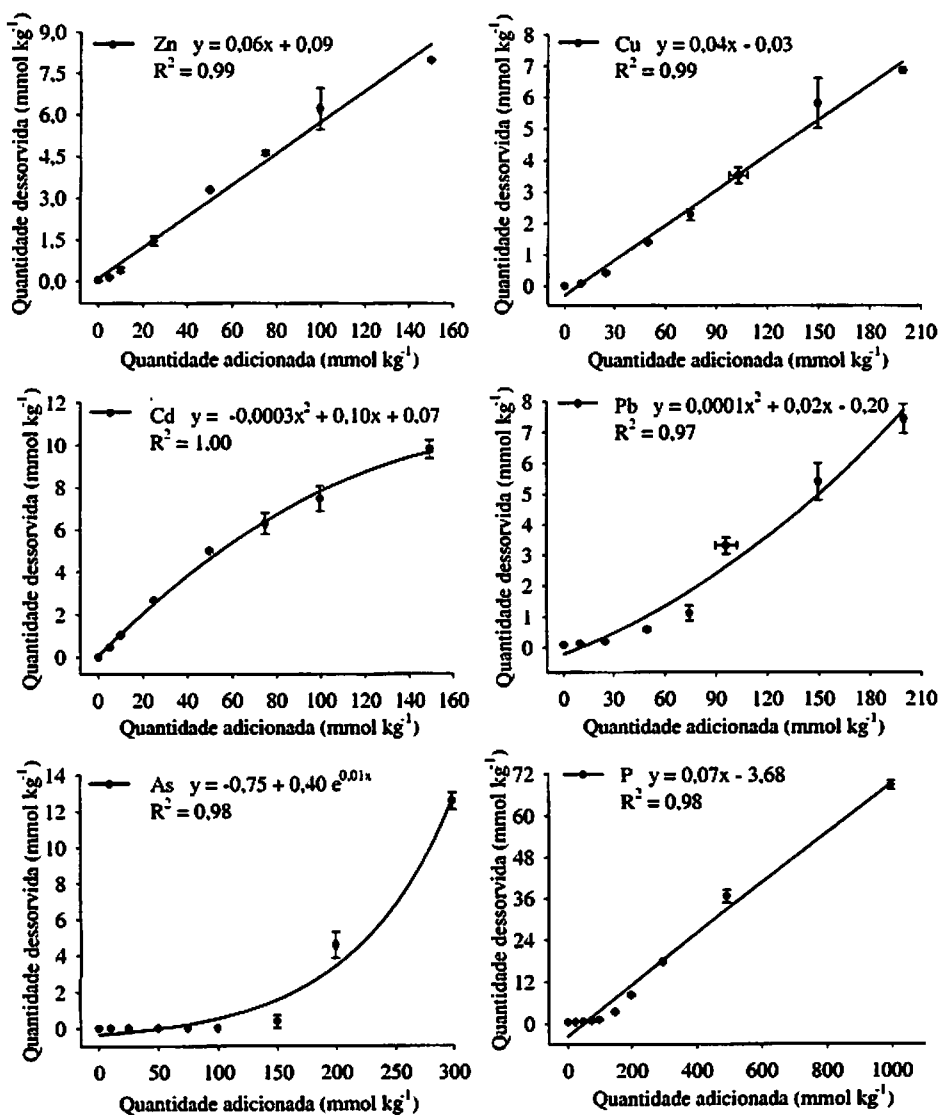 Zn y = 0,06x + 0,09
R² = 0,99
Quantidade dessorvida (mmol kg⁻¹)
9,0
7,5
6,0
4,5
3,0
1,5
0,0
0 20 40 60 80 100 120 140 160
Quantidade adicionada (mmol kg⁻¹)
Cu y = 0,04x - 0,03
R² = 0,99
Quantidade dessorvida (mmol kg⁻¹)
8
7
6
5
4
3
2
1
0
0 30 60 90 120 150 180 210
Quantidade adicionada (mmol kg⁻¹)
Cd y = -0,0003x² + 0,10x + 0,07
R² = 1,00
Quantidade dessorvida (mmol kg⁻¹)
12
10
8
6
4
2
0
0 20 40 60 80 100 120 140 160
Quantidade adicionada (mmol kg⁻¹)
Pb y = 0,0001x² + 0,02x - 0,20
R² = 0,97
Quantidade dessorvida (mmol kg⁻¹)
8
7
6
5
4
3
2
1
0
0 30 60 90 120 150 180 210
Quantidade adicionada (mmol kg⁻¹)
As y = -0,75 + 0,40 e^0,01x
R² = 0,98
Quantidade dessorvida (mmol kg⁻¹)
14
12
10
8
6
4
2
0
0 50 100 150 200 250 300
Quantidade adicionada (mmol kg⁻¹)
P y = 0,07x - 3,68
R² = 0,98
Quantidade dessorvida (mmol kg⁻¹)
72
60
48
36
24
12
0
0 200 400 600 800 1000
Quantidade adicionada (mmol kg⁻¹)